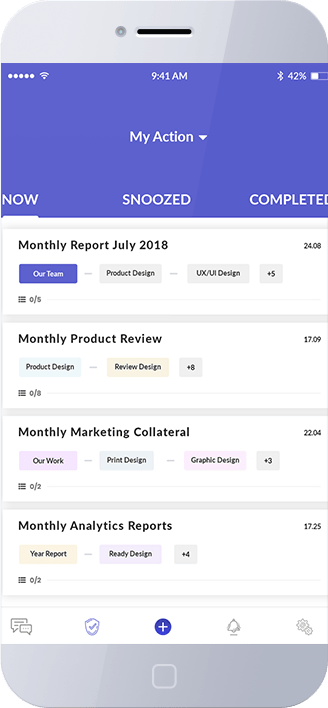 9:41 AM 42%
My Action
NOW SNOOZED COMPLETED
Monthly Report July 2018 24.08
Our Team Product Design UX/UI Design +5
0/5
Monthly Product Review 17.09
Product Design Review Design +8
0/8
Monthly Marketing Collateral 22.04
Our Work Print Design Graphic Design +3
0/2
Monthly Analytics Reports 17.25
Year Report Ready Design +4
0/2